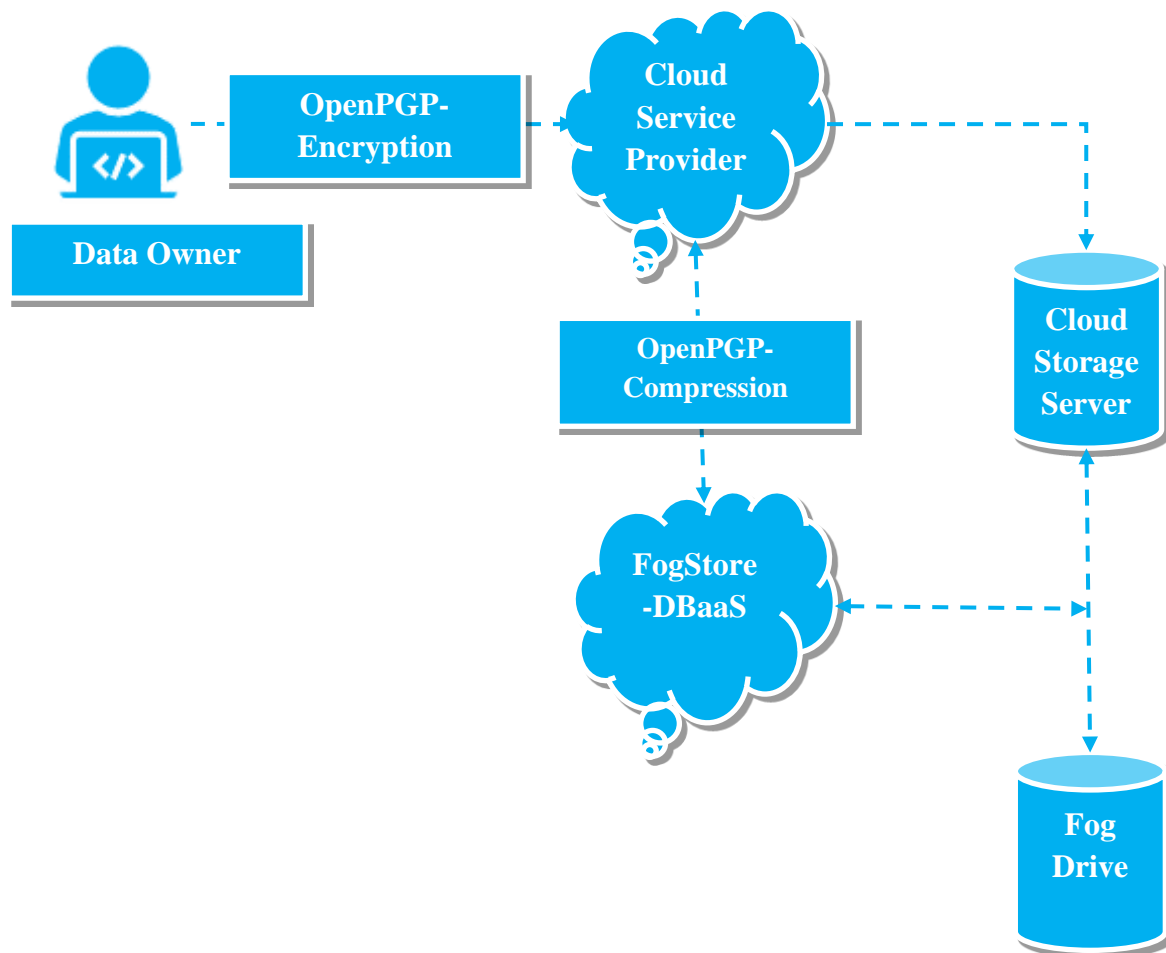 OpenPGP-
Encryption
Cloud
Service
Provider
</>
Data Owner
OpenPGP-
Compression
Cloud
Storage
Server
FogStore
-DBaaS
Fog
Drive